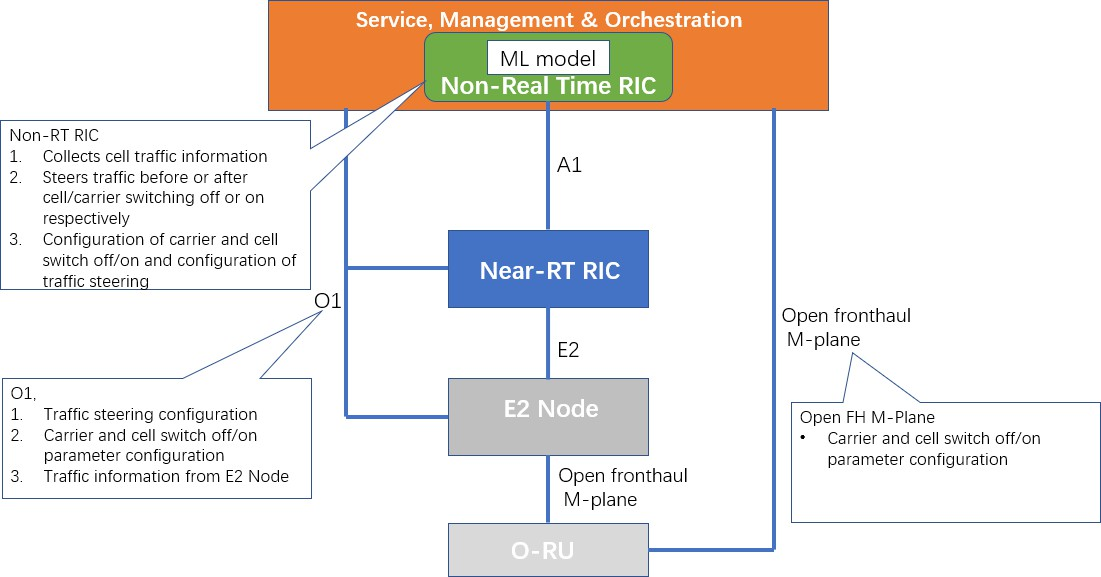 Service, Management & Orchestration
ML model
Non-Real Time RIC
Non-RT RIC
1. Collects cell traffic information
2. Steers traffic before or after
cell/carrier switching off or on
respectively
3. Configuration of carrier and cell
switch off/on and configuration of
traffic steering
A1
Near-RT RIC
O1
Open fronthaul
M-plane
E2
O1,
1. Traffic steering configuration
2. Carrier and cell switch off/on
parameter configuration
3. Traffic information from E2 Node
E2 Node
Open FH M-Plane
• Carrier and cell switch off/on
parameter configuration
Open fronthaul
M-plane
O-RU